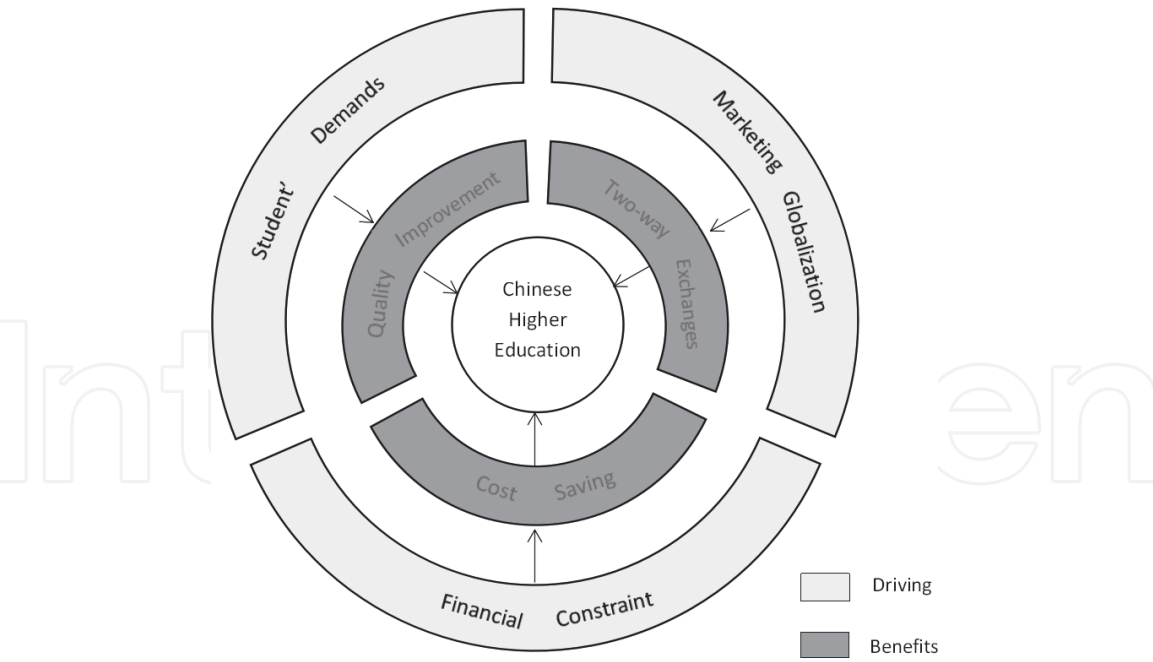 Student' Demands
Marketing Globalization
Quality Improvement
Two-way Exchanges
Chinese
Higher
Education
Cost Saving
Financial Constraint
Driving
Benefits